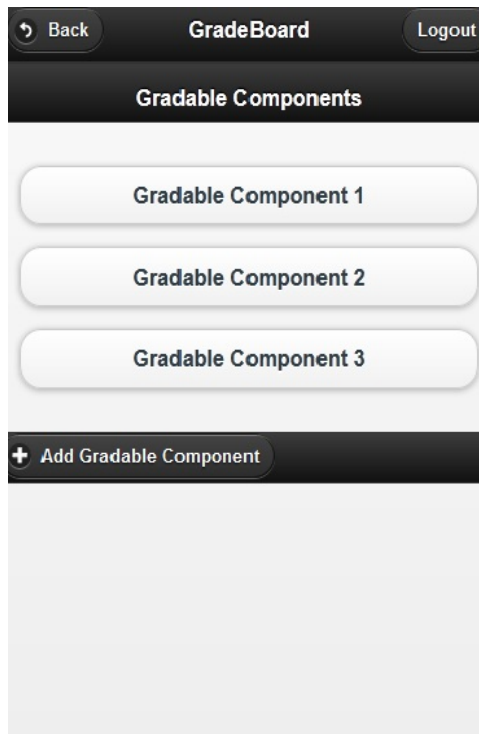 Back GradeBoard Logout
Gradable Components
Gradable Component 1
Gradable Component 2
Gradable Component 3
Add Gradable Component